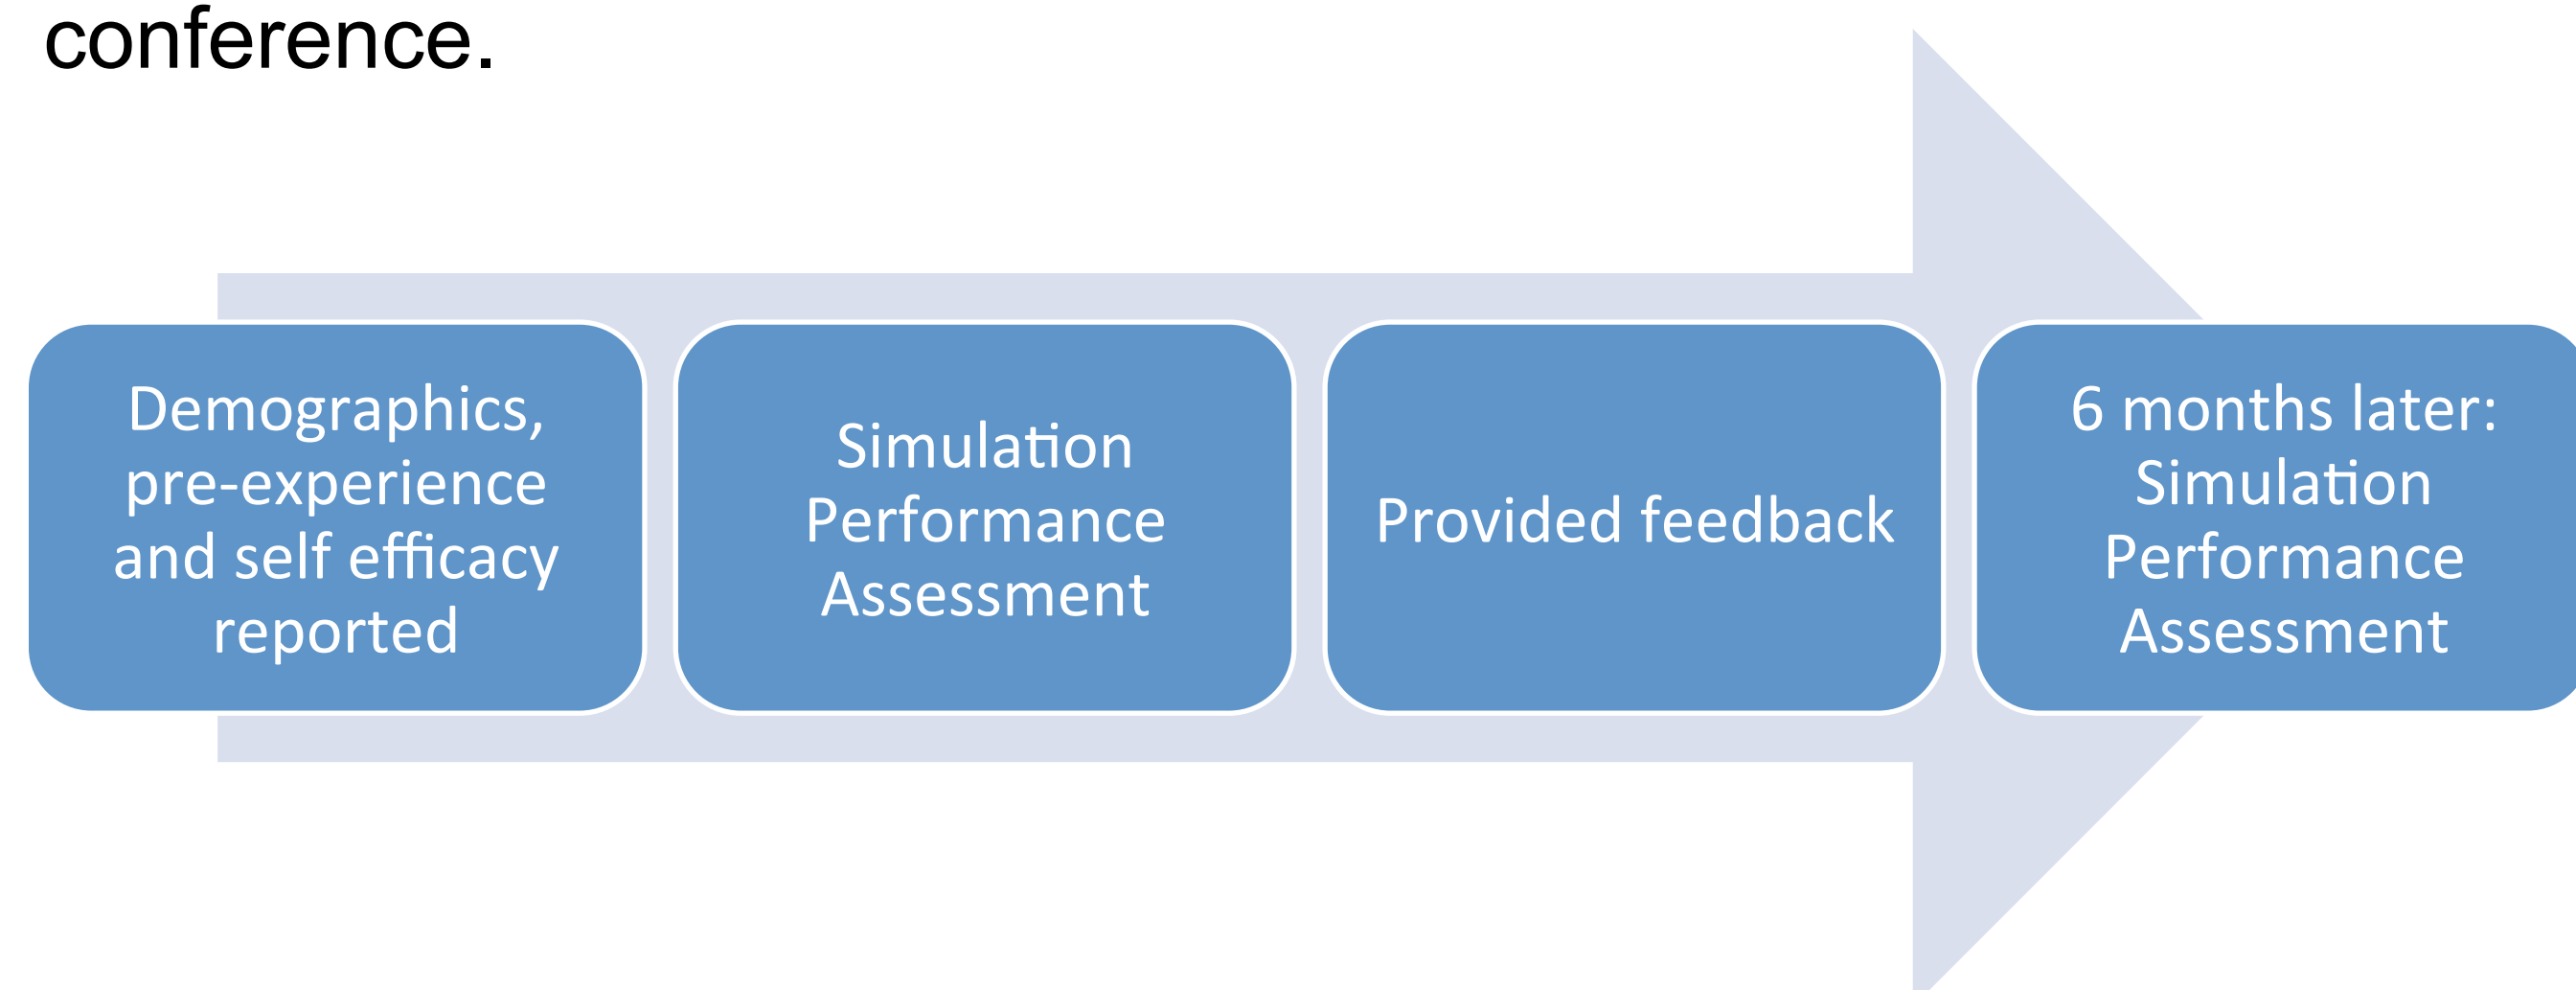 conference.
Demographics,
pre-experience
and self efficacy
reported
Simulation
Performance
Assessment
Provided feedback
6 months later:
Simulation
Performance
Assessment